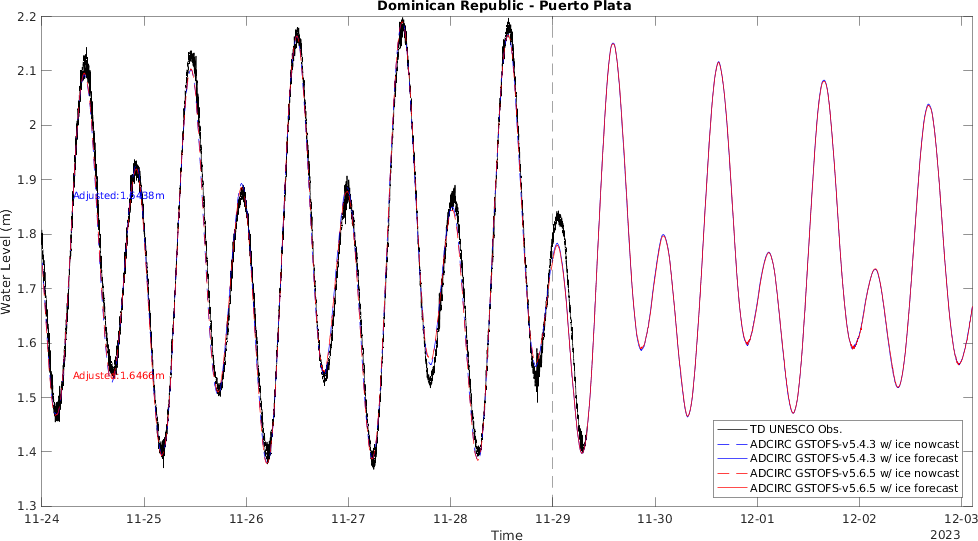 Dominican Republic - Puerto Plata
2.2
2.1
2
1.9
1.8
1.7
1.6
1.5
1.4
1.3
Water Level (m)
Adjusted:1.6438m
Adjusted:1.6466m
TD UNESCO Obs.
ADCIRC GSTOFS-v5.4.3 w/ ice nowcast
ADCIRC GSTOFS-v5.4.3 w/ ice forecast
ADCIRC GSTOFS-v5.6.5 w/ ice nowcast
ADCIRC GSTOFS-v5.6.5 w/ ice forecast
11-24 11-25 11-26 11-27 11-28 11-29 11-30 12-01 12-02 12-03
Time 2023